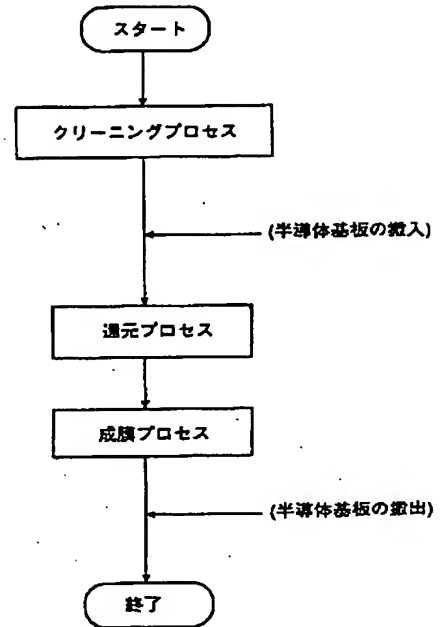 スタート
クリーニングプロセス
(半導体基板の搬入)
還元プロセス
成膜プロセス
(半導体基板の搬出)
終了